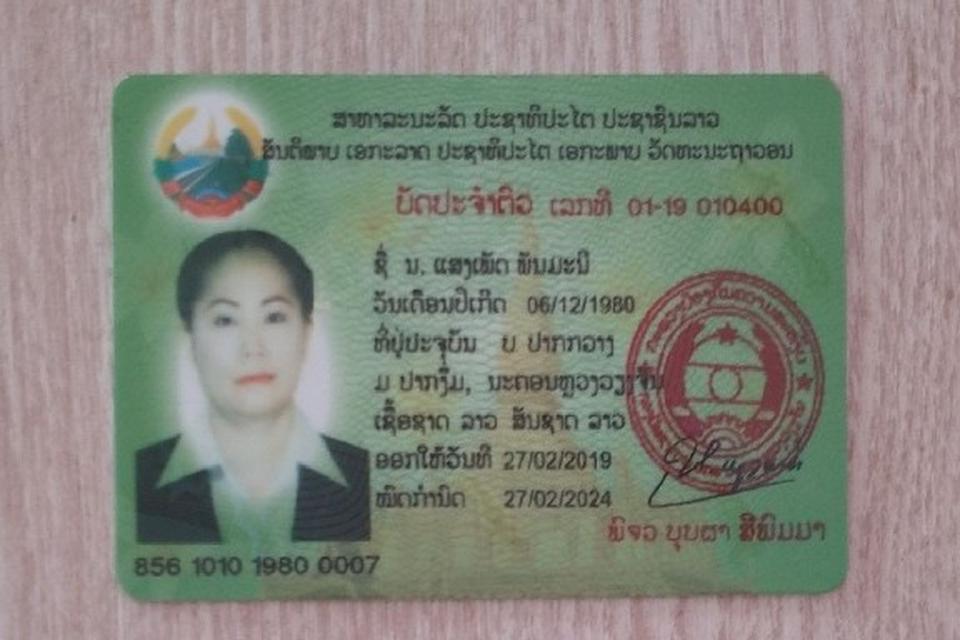 ສາທາລະນະລັດ ປະຊາທິປະໄຕ ປະຊາຊົນລາວ
ສັນຕິພາບ ເອກະລາດ ປະຊາທິປະໄຕ ເອກະພາບ ວັດທະນະຖາວອນ
ບັດປະຈຳຕົວ ເລກທີ 01-19 010400
ຊື່ ນ, ແສງເພັດ ພັນມະນີ
ວັນເດືອນປີເກີດ 06/12/1980
ທີ່ຢູ່ປະຈຸບັນ ບ ປາກກວາງ
ມ ປາກງື່ມ, ນະຄອນຫຼວງວຽງຈັນ
ເຊື້ອຊາດ ລາວ ສັນຊາດ ລາວ
ອອກໃຫ້ວັນທີ 27/02/2019
ໝົດກຳນົດ 27/02/2024
ພົຈວ ບຸບຜາ ສີພົມມາ
856 1010 1980 0007